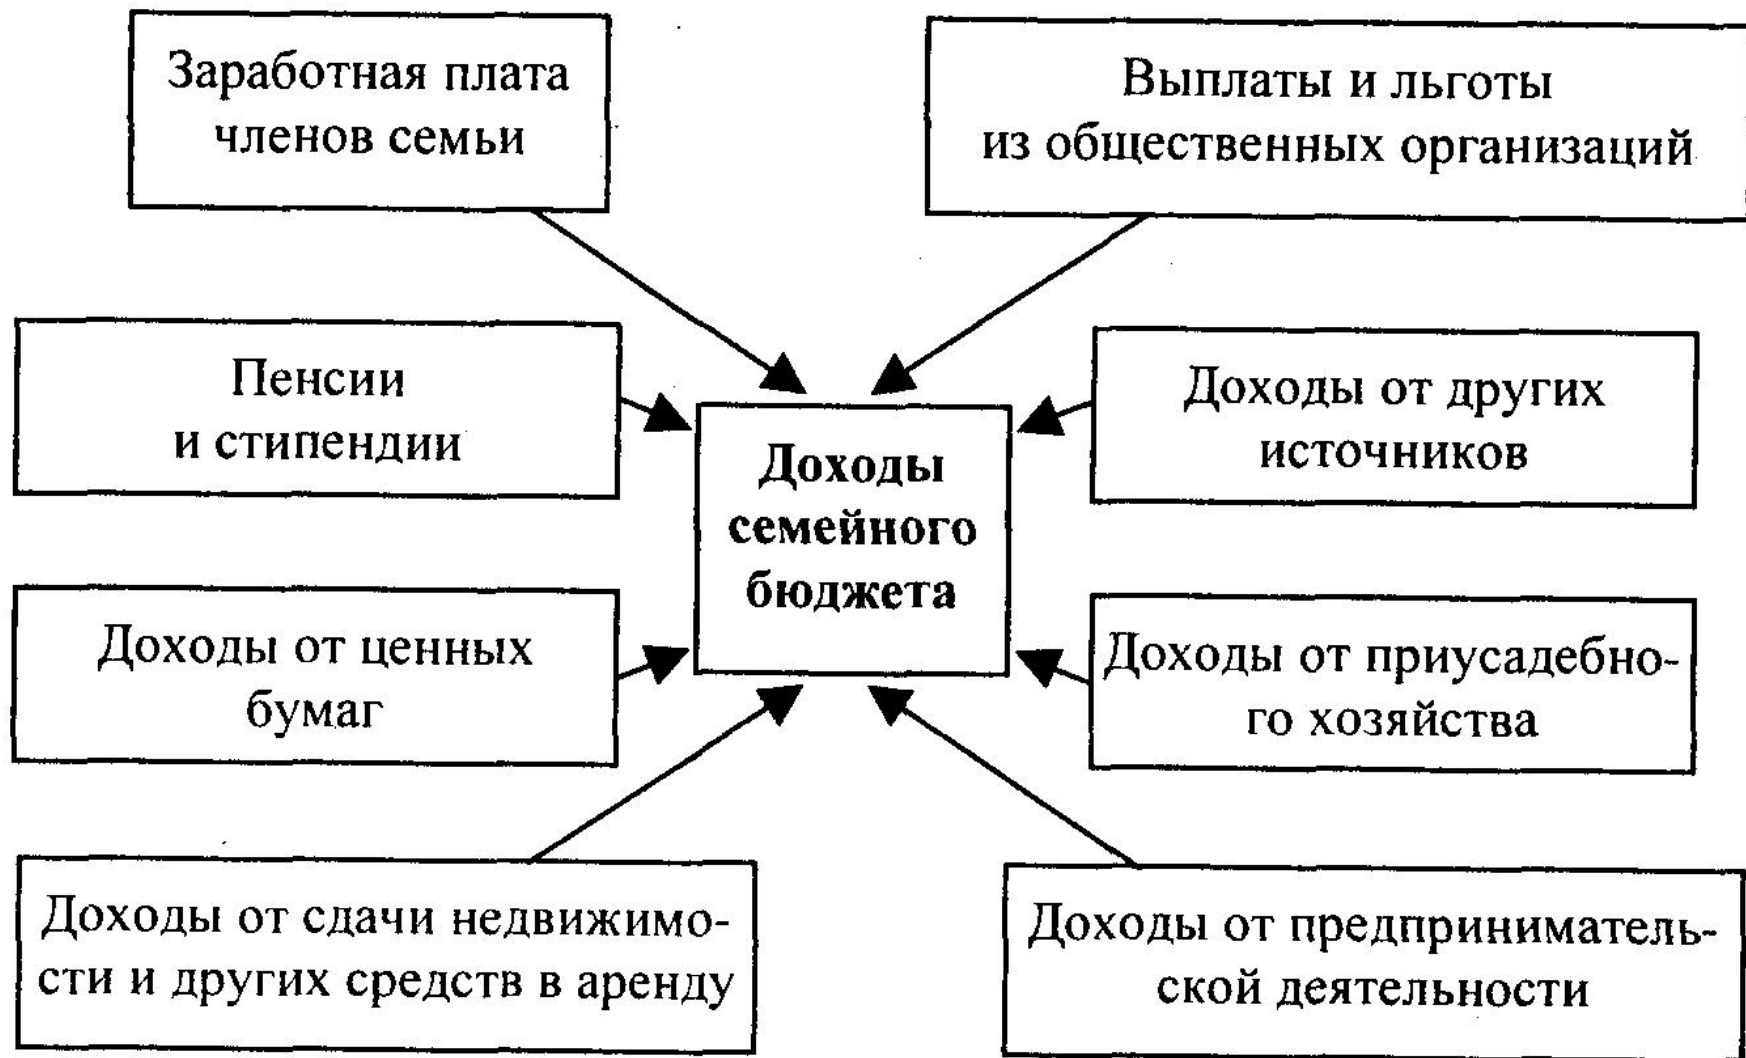 Заработная плата
членов семьи
Выплаты и льготы
из общественных организаций
Пенсии
и стипендии
Доходы от других
источников
Доходы
семейного
бюджета
Доходы от ценных
бумаг
Доходы от приусадебно-
го хозяйства
Доходы от сдачи недвижимо-
сти и других средств в аренду
Доходы от предприниматель-
ской деятельности